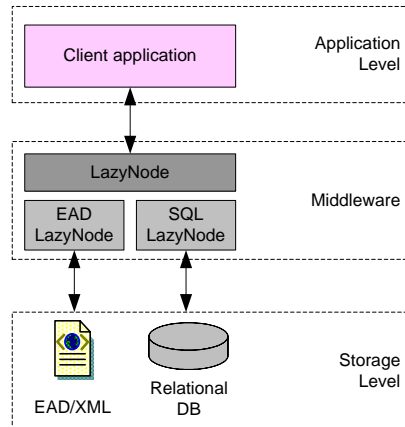 Client application
Application
Level
LazyNode
EAD
LazyNode
SQL
LazyNode
Middleware
EAD/XML
Relational
DB
Storage
Level